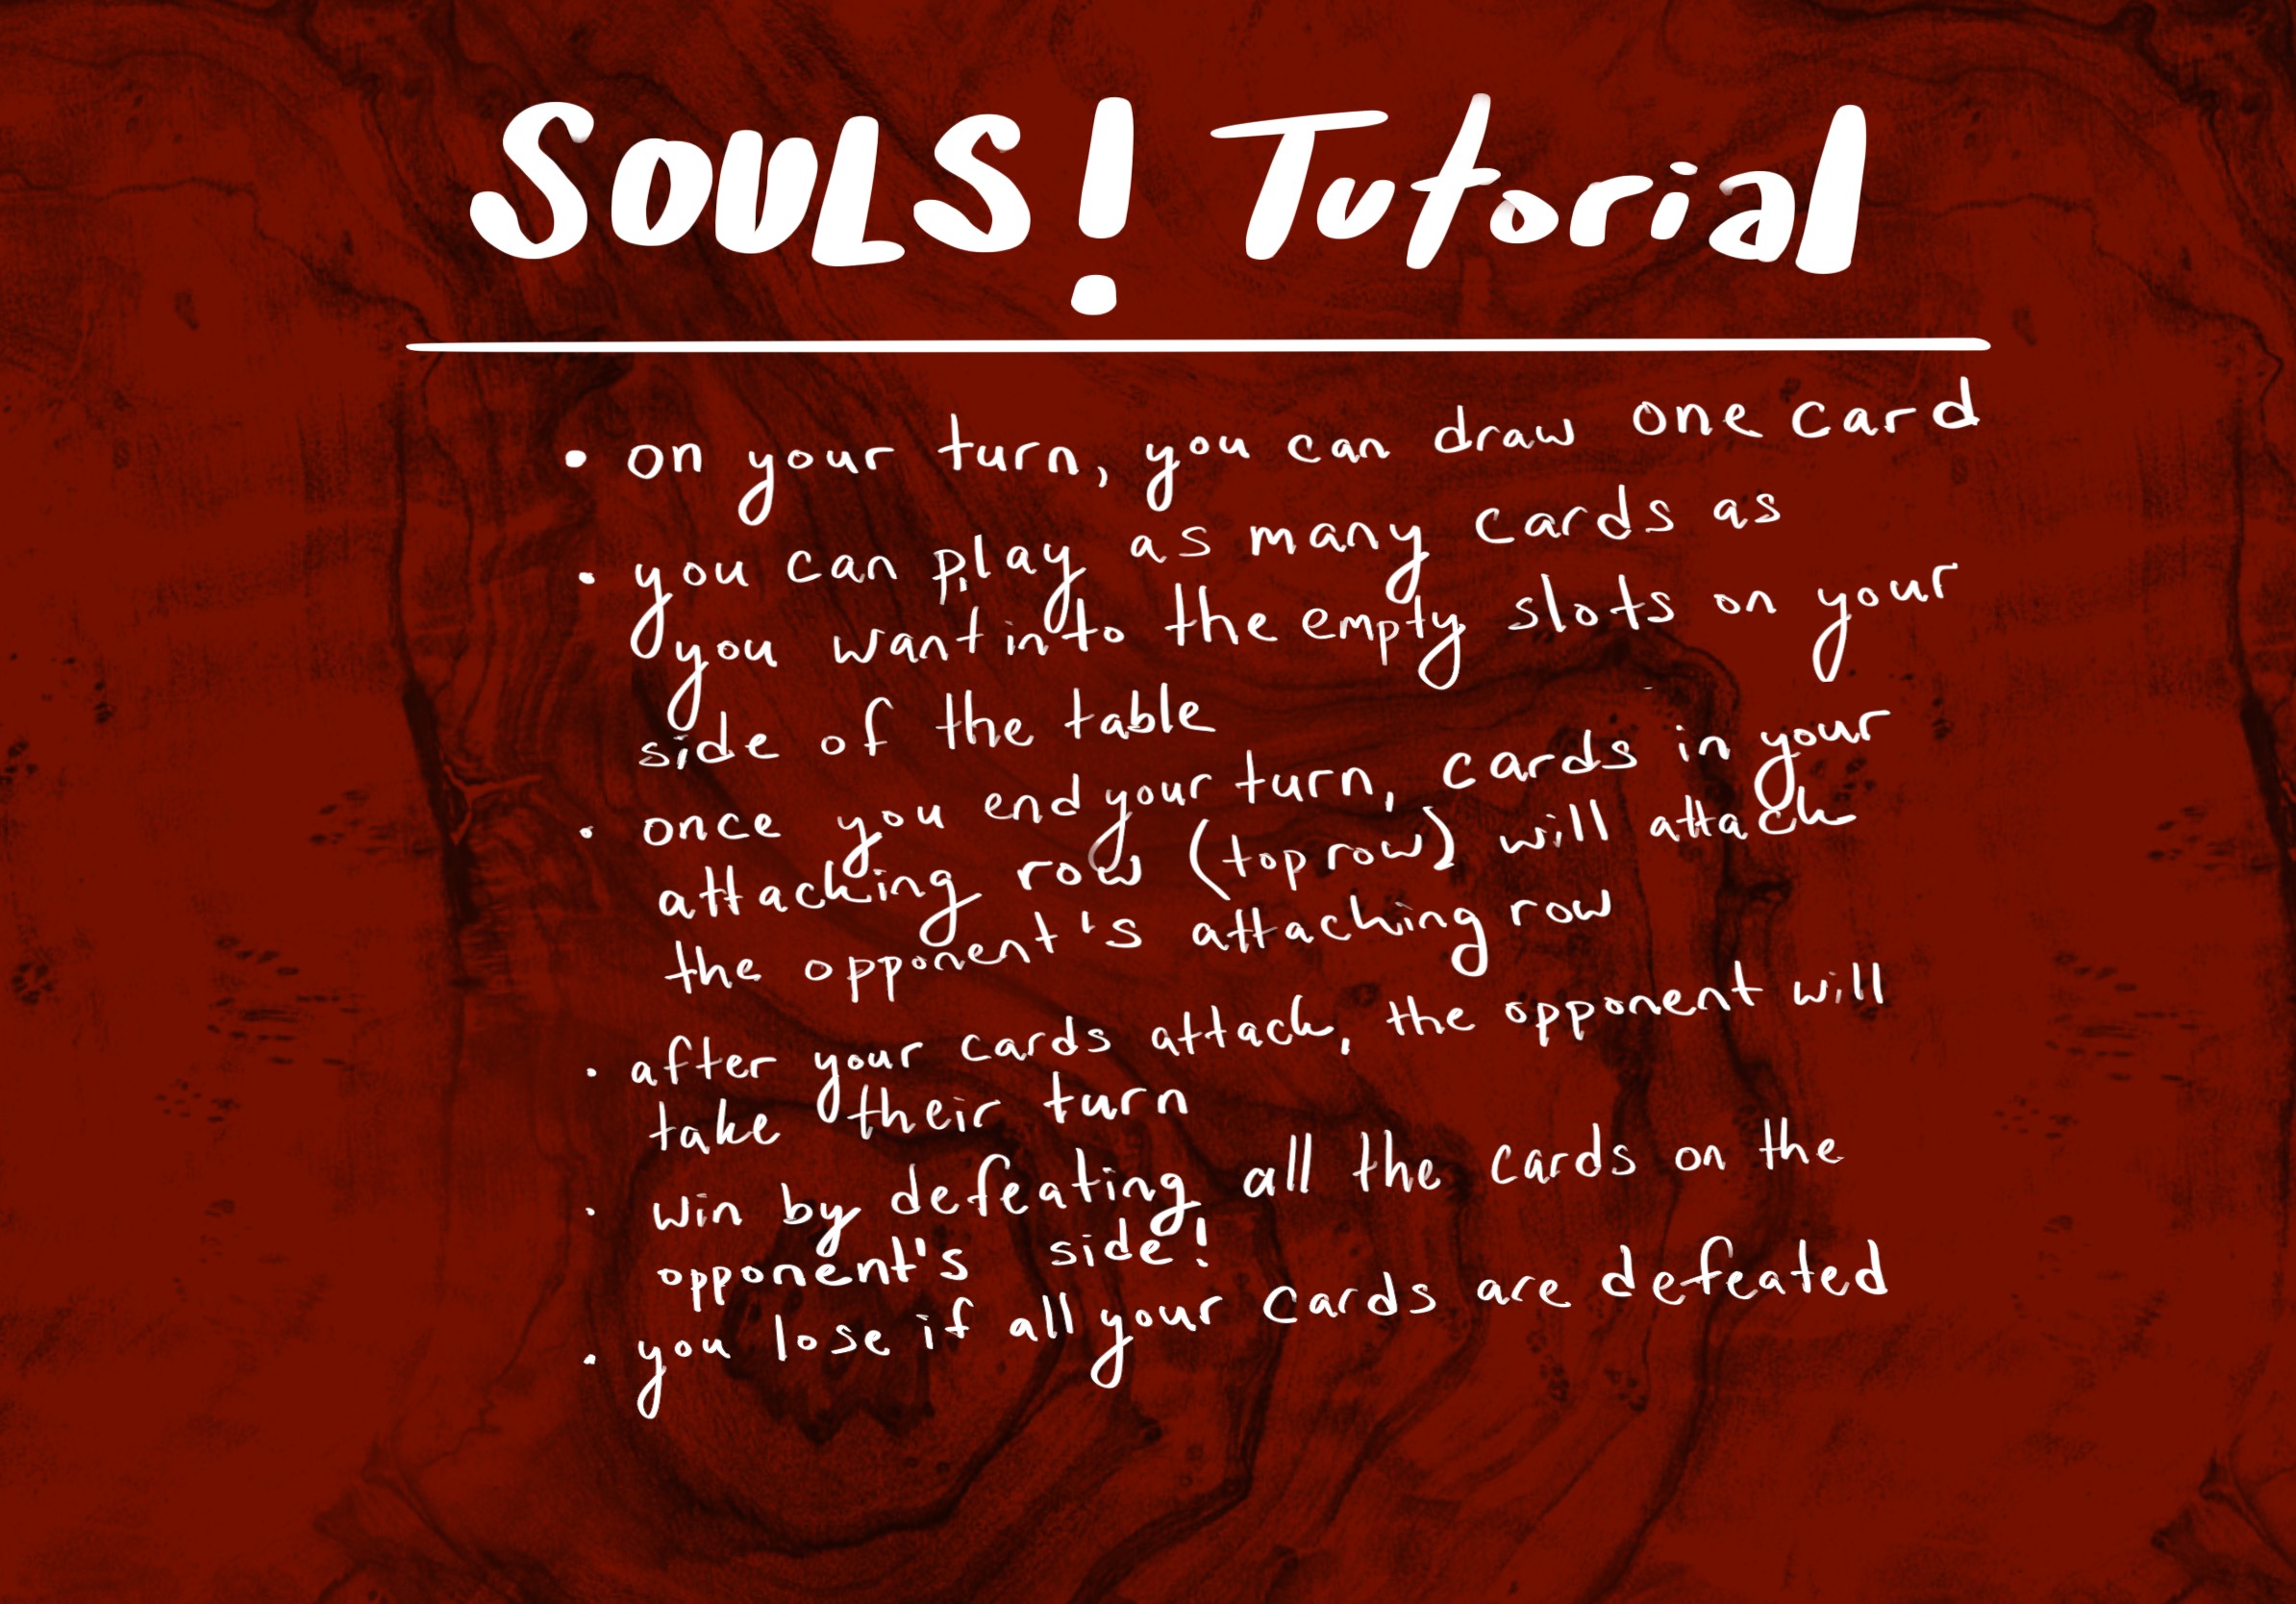 SOULS! Tutorial
• on your turn, you can draw one card
• you can play as many cards as
you want into the empty slots on your
side of the table
• once you end your turn, cards in your
attacking row (top row) will attack
the opponent's attacking row
• after your cards attack, the opponent will
take their turn
• win by defeating all the cards on the
opponent's side!
• you lose if all your cards are defeated